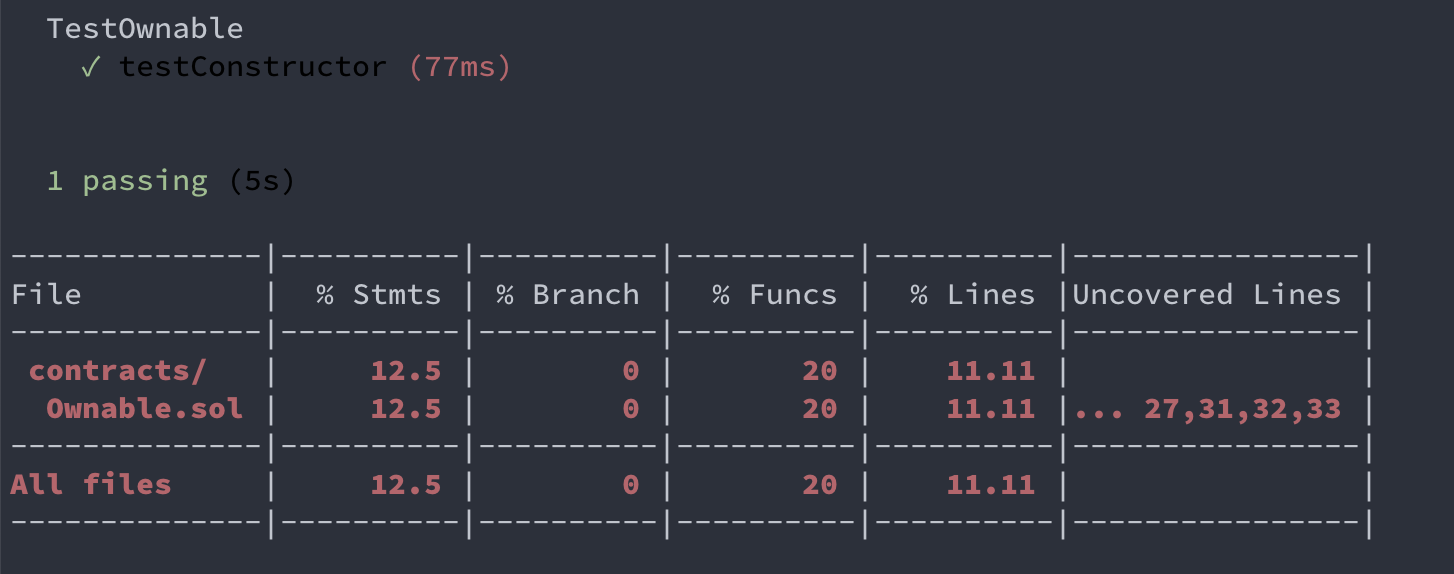 TestOwnable
✓ testConstructor (77ms)
1 passing (5s)
--------------|----------|----------|----------|----------|----------------|
File          |  % Stmts | % Branch |  % Funcs |  % Lines |Uncovered Lines |
--------------|----------|----------|----------|----------|----------------|
 contracts/   |     12.5 |        0 |       20 |    11.11 |                |
  Ownable.sol |     12.5 |        0 |       20 |    11.11 |... 27,31,32,33 |
--------------|----------|----------|----------|----------|----------------|
All files     |     12.5 |        0 |       20 |    11.11 |                |
--------------|----------|----------|----------|----------|----------------|